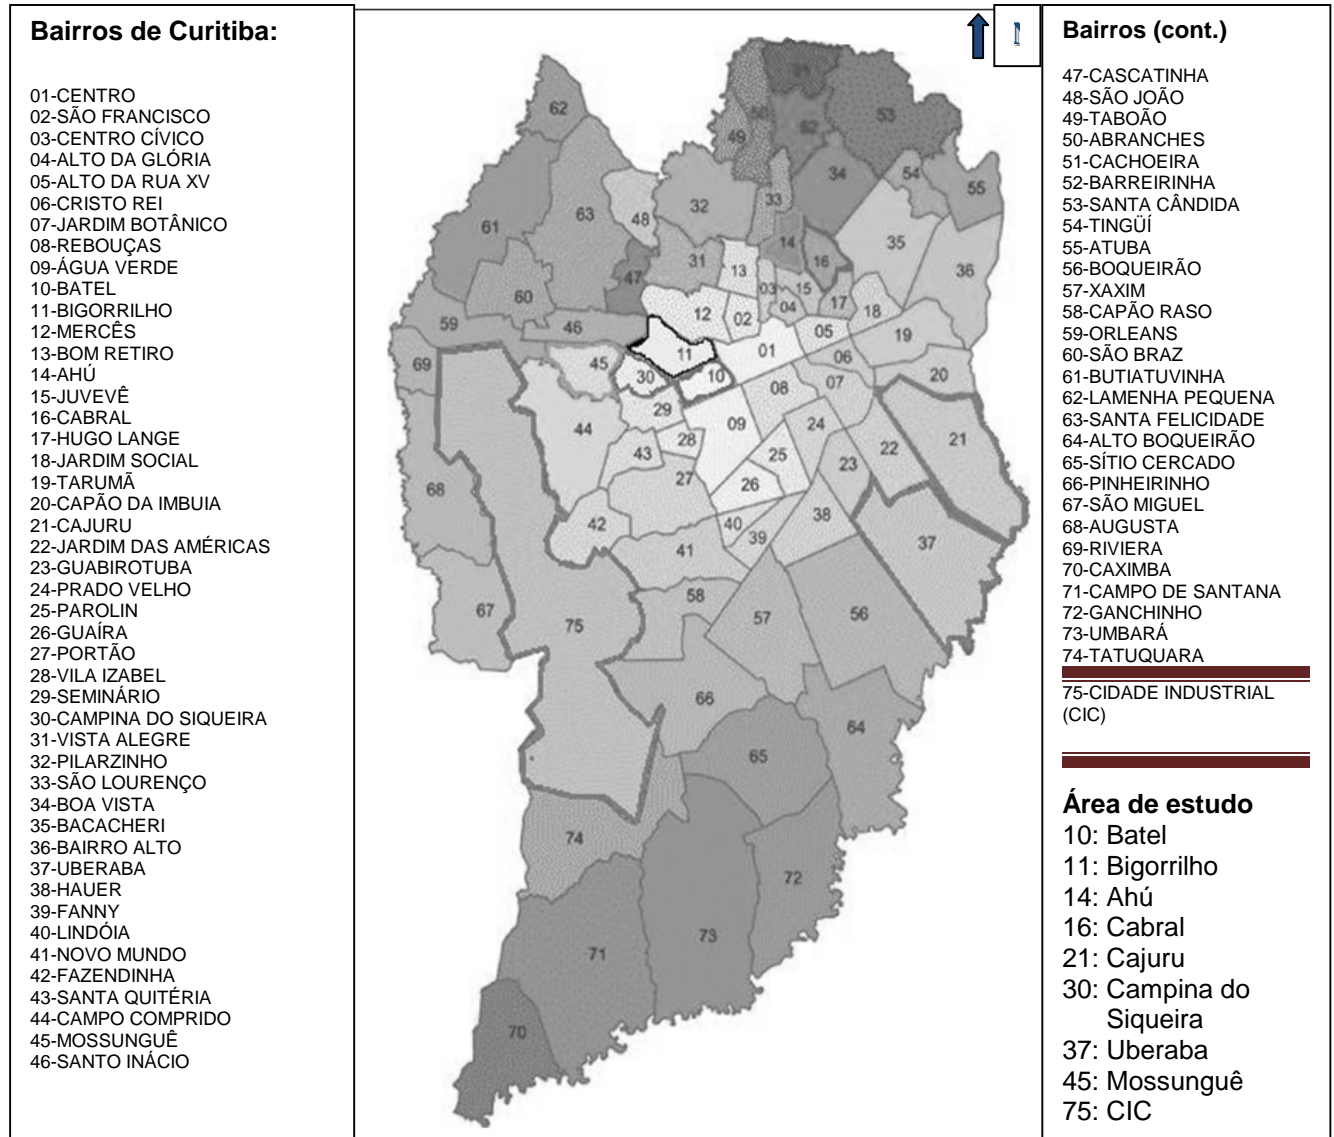 Bairros de Curitiba:
01-CENTRO
02-SÃO FRANCISCO
03-CENTRO CÍVICO
04-ALTO DA GLÓRIA
05-ALTO DA RUA XV
06-CRISTO REI
07-JARDIM BOTÂNICO
08-REBOUÇAS
09-ÁGUA VERDE
10-BATEL
11-BIGORRILHO
12-MERCÊS
13-BOM RETIRO
14-AHÚ
15-JUVEVÊ
16-CABRAL
17-HUGO LANGE
18-JARDIM SOCIAL
19-TARUMÃ
20-CAPÃO DA IMBUIA
21-CAJURU
22-JARDIM DAS AMÉRICAS
23-GUABIROTUBA
24-PRADO VELHO
25-PAROLIN
26-GUAÍRA
27-PORTÃO
28-VILA IZABEL
29-SEMINÁRIO
30-CAMPINA DO SIQUEIRA
31-VISTA ALEGRE
32-PILARZINHO
33-SÃO LOURENÇO
34-BOA VISTA
35-BACACHERI
36-BAIRRO ALTO
37-UBERABA
38-HAUER
39-FANNY
40-LINDÓIA
41-NOVO MUNDO
42-FAZENDINHA
43-SANTA QUITÉRIA
44-CAMPO COMPRIDO
45-MOSSUNGUÊ
46-SANTO INÁCIO
62
51
50
53
52
49
34
54
55
32
33
63
48
61
35
14
36
31
16
13
47
60
03
15
17
04
18
12
02
59
46
05
19
11
01
06
45
69
30
10
20
08
07
29
09
24
21
44
28
22
43
25
23
27
26
68
38
42
40
39
37
41
58
67
57
56
75
66
64
65
74
72
73
71
70
Bairros (cont.)
47-CASCATINHA
48-SÃO JOÃO
49-TABOÃO
50-ABRANCHES
51-CACHOEIRA
52-BARREIRINHA
53-SANTA CÂNDIDA
54-TINGÜÍ
55-ATUBA
56-BOQUEIRÃO
57-XAXIM
58-CAPÃO RASO
59-ORLEANS
60-SÃO BRAZ
61-BUTIATUVINHA
62-LAMENHA PEQUENA
63-SANTA FELICIDADE
64-ALTO BOQUEIRÃO
65-SÍTIO CERCADO
66-PINHEIRINHO
67-SÃO MIGUEL
68-AUGUSTA
69-RIVIERA
70-CAXIMBA
71-CAMPO DE SANTANA
72-GANCHINHO
73-UMBARÁ
74-TATUQUARA
75-CIDADE INDUSTRIAL
(CIC)
Área de estudo
10: Batel
11: Bigorrilho
14: Ahú
16: Cabral
21: Cajuru
30: Campina do
Siqueira
37: Uberaba
45: Mossunguê
75: CIC